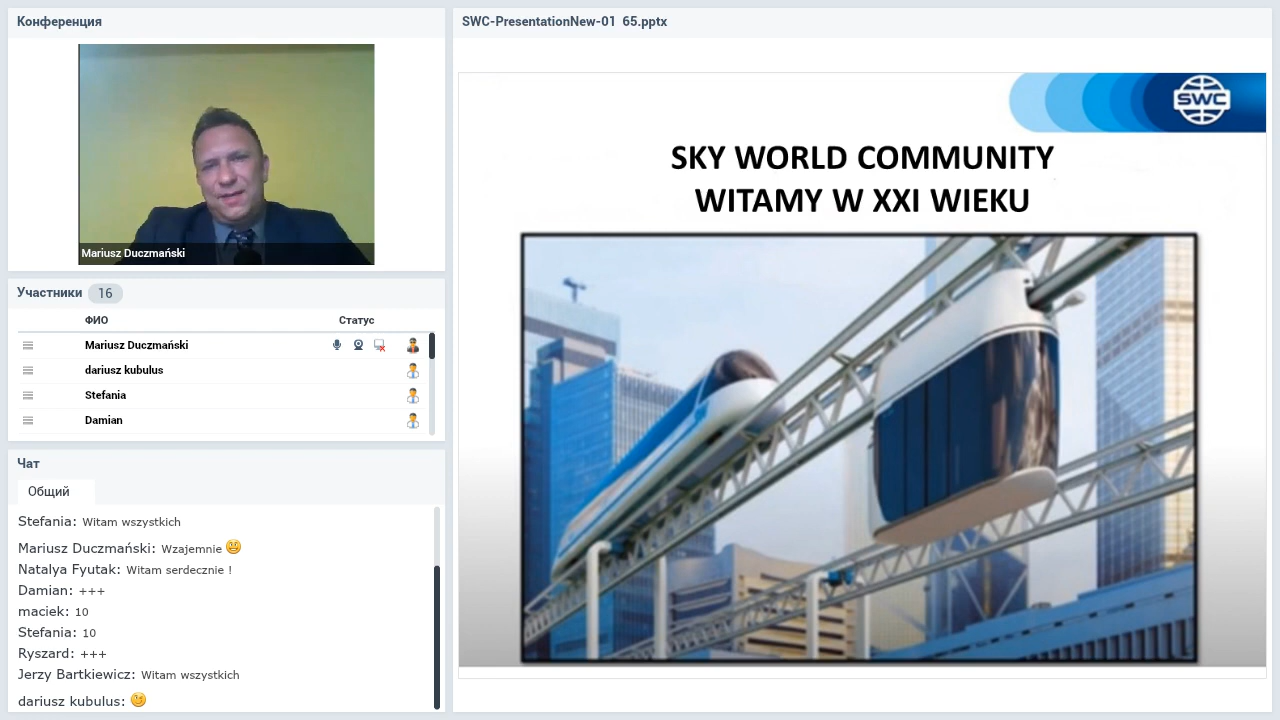 Конференция
Mariusz Duczmański
Участники 16
ФИО Статус
Mariusz Duczmański
dariusz kubulus
Stefania
Damian
Чат
Общий
Stefania: Witam wszystkich
Mariusz Duczmański: Wzajemnie
Natalya Fyutak: Witam serdecznie !
Damian: +++
maciek: 10
Stefania: 10
Ryszard: +++
Jerzy Bartkiewicz: Witam wszystkich
dariusz kubulus:
SWC-PresentationNew-01 65.pptx
SWC
SKY WORLD COMMUNITY
WITAMY W XXI WIEKU